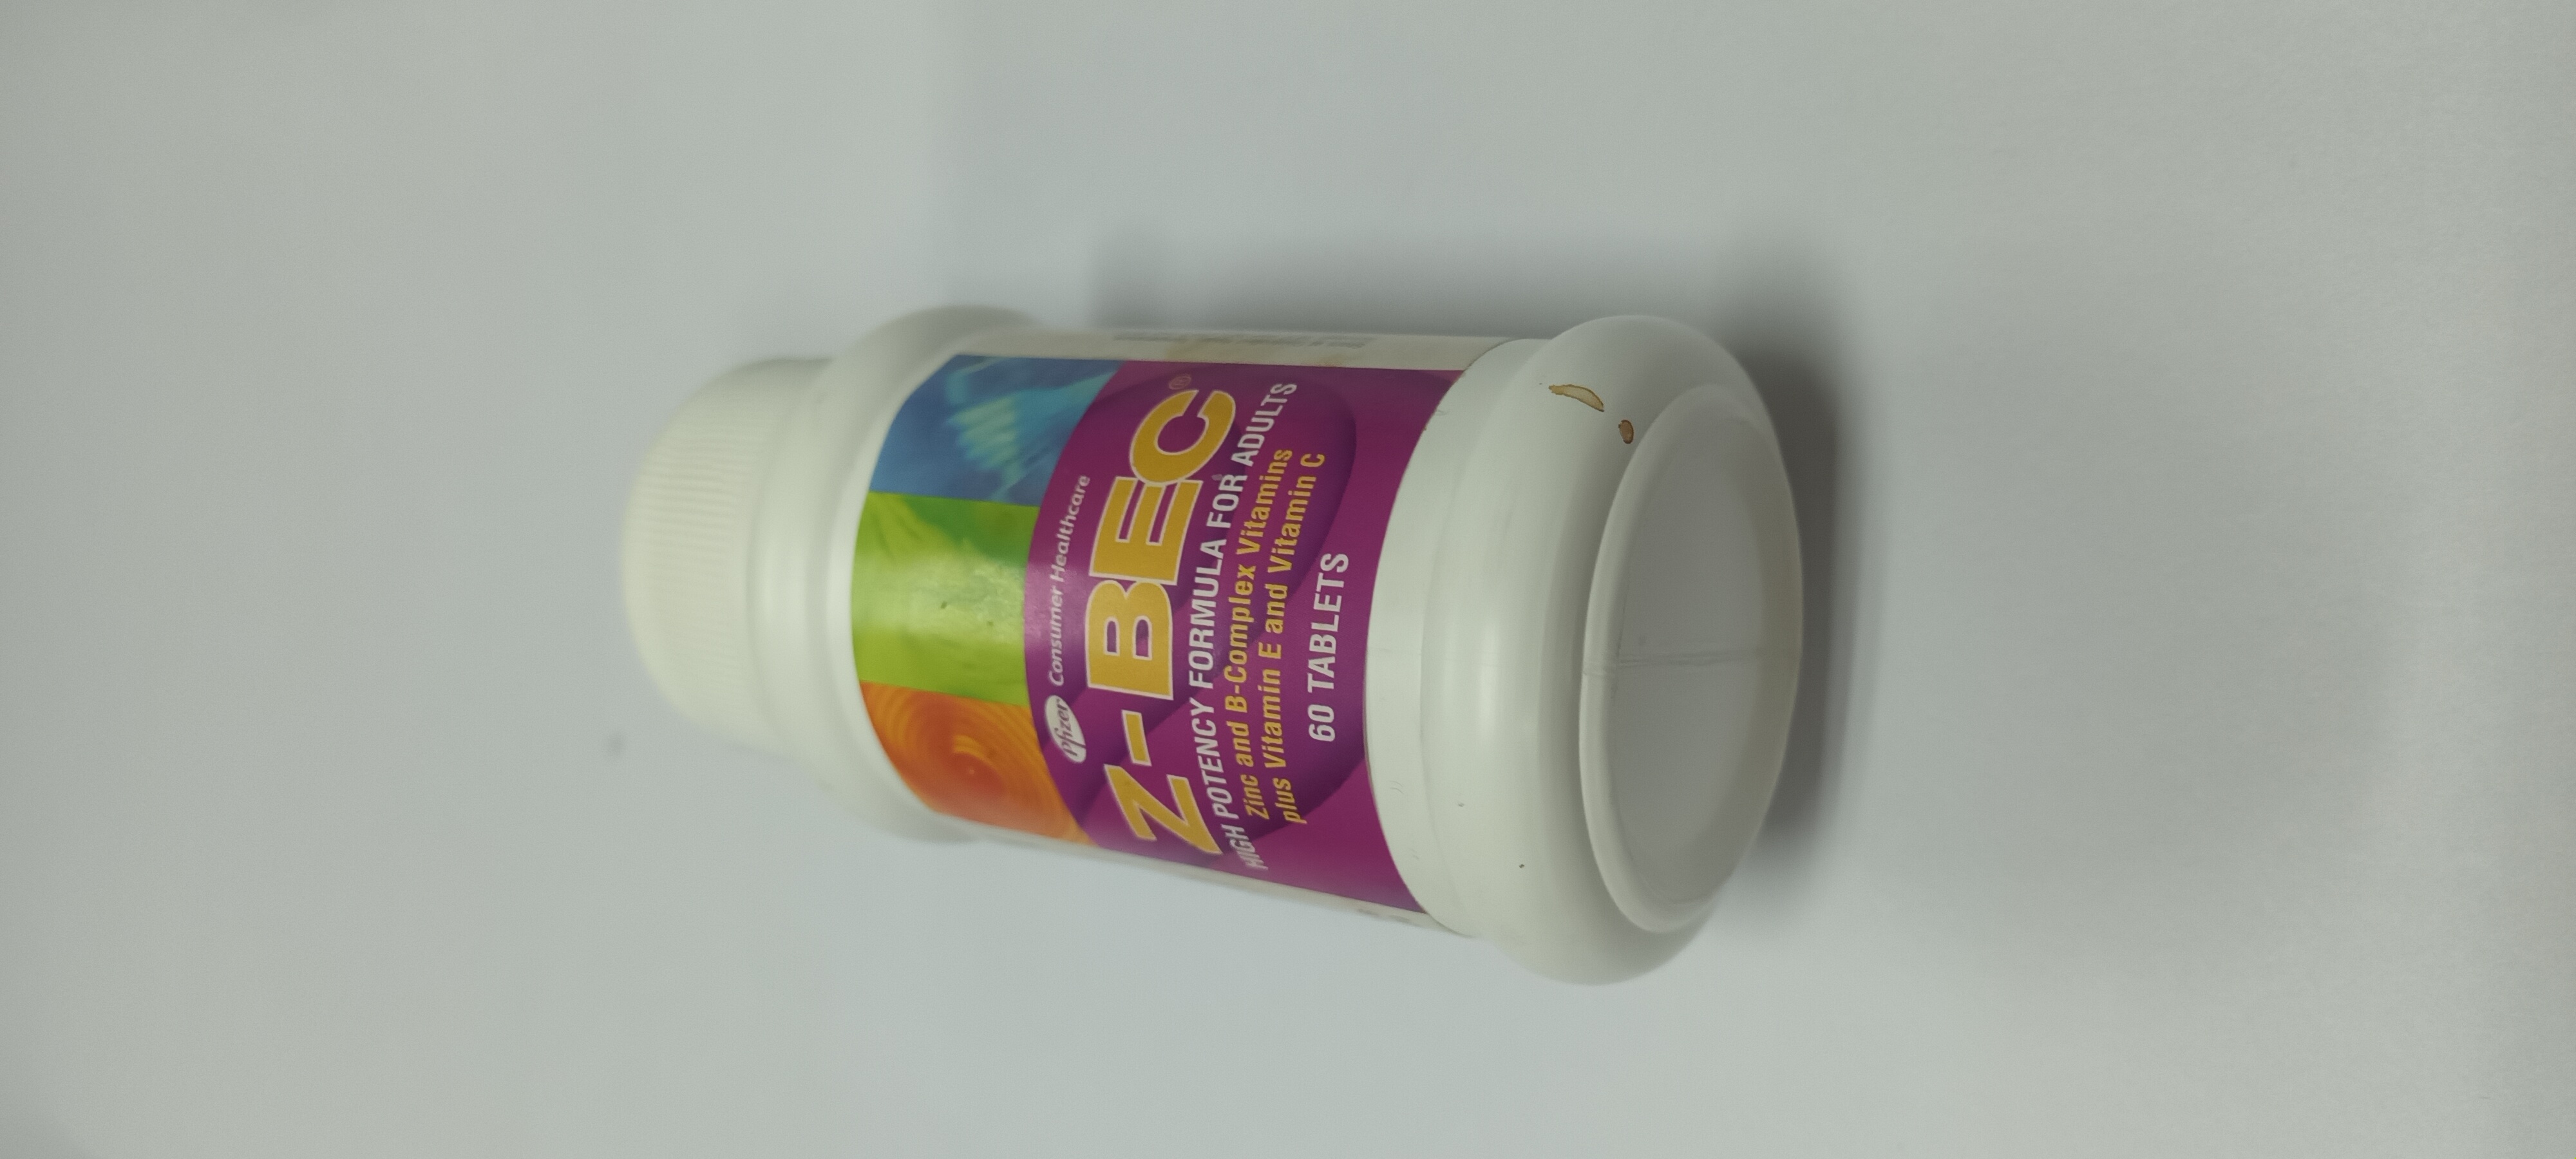 Pfizer Consumer Healthcare
Z-BEC®
HIGH POTENCY FORMULA FOR ADULTS
Zinc and B-Complex Vitamins
plus Vitamin E and Vitamin C
60 TABLETS